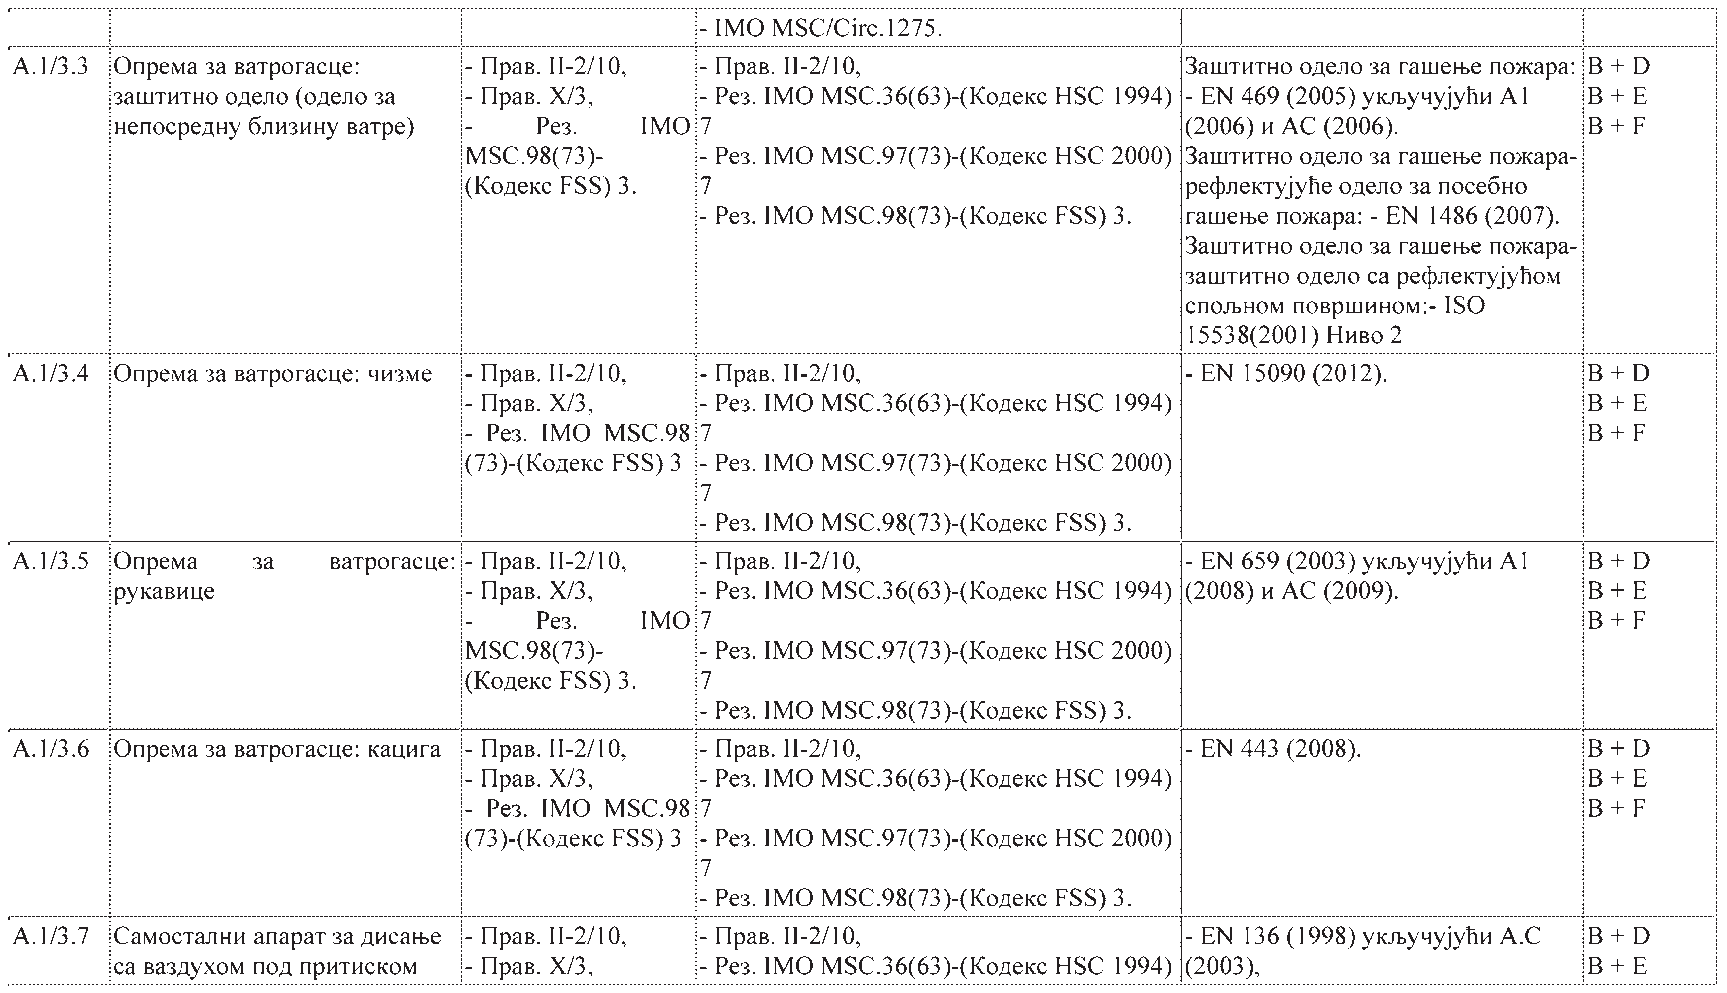 - IMO MSC/Circ.1275.
А.1/3.3
Опрема за ватрогасце:
заштитно одело (одело за
непосредну близину ватре)
- Прав. II-2/10,
- Прав. X/3,
- Рез. IMO
MSC.98(73)-
(Кодекс FSS) 3.
- Прав. II-2/10,
- Рез. IMO MSC.36(63)-(Кодекс HSC 1994)
7
- Рез. IMO MSC.97(73)-(Кодекс HSC 2000)
7
- Рез. IMO MSC.98(73)-(Кодекс FSS) 3.
Заштитно одело за гашење пожара:
- EN 469 (2005) укључујући А1
(2006) и АС (2006).
Заштитно одело за гашење пожара-
рефлектујуће одело за посебно
гашење пожара: - EN 1486 (2007).
Заштитно одело за гашење пожара-
заштитно одело са рефлектујућом
спољном површином:- ISO
15538(2001) Ниво 2
B + D
B + E
B + F
А.1/3.4
Опрема за ватрогасце: чизме
- Прав. II-2/10,
- Прав. X/3,
- Рез. IMO MSC.98
(73)-(Кодекс FSS) 3
- Прав. II-2/10,
- Рез. IMO MSC.36(63)-(Кодекс HSC 1994)
7
- Рез. IMO MSC.97(73)-(Кодекс HSC 2000)
7
- Рез. IMO MSC.98(73)-(Кодекс FSS) 3.
- EN 15090 (2012).
B + D
B + E
B + F
А.1/3.5
Опрема за ватрогасце:
рукавице
- Прав. II-2/10,
- Прав. X/3,
- Рез. IMO
MSC.98(73)-
(Кодекс FSS) 3.
- Прав. II-2/10,
- Рез. IMO MSC.36(63)-(Кодекс HSC 1994)
7
- Рез. IMO MSC.97(73)-(Кодекс HSC 2000)
7
- Рез. IMO MSC.98(73)-(Кодекс FSS) 3.
- EN 659 (2003) укључујући А1
(2008) и АС (2009).
B + D
B + E
B + F
А.1/3.6
Опрема за ватрогасце: кацига
- Прав. II-2/10,
- Прав. X/3,
- Рез. IMO MSC.98
(73)-(Кодекс FSS) 3
- Прав. II-2/10,
- Рез. IMO MSC.36(63)-(Кодекс HSC 1994)
7
- Рез. IMO MSC.97(73)-(Кодекс HSC 2000)
7
- Рез. IMO MSC.98(73)-(Кодекс FSS) 3.
- EN 443 (2008).
B + D
B + E
B + F
А.1/3.7
Самостални апарат за дисање
са ваздухом под притиском
- Прав. II-2/10,
- Прав. X/3,
- Прав. II-2/10,
- Рез. IMO MSC.36(63)-(Кодекс HSC 1994)
- EN 136 (1998) укључујући А.С
(2003),
B + D
B + E